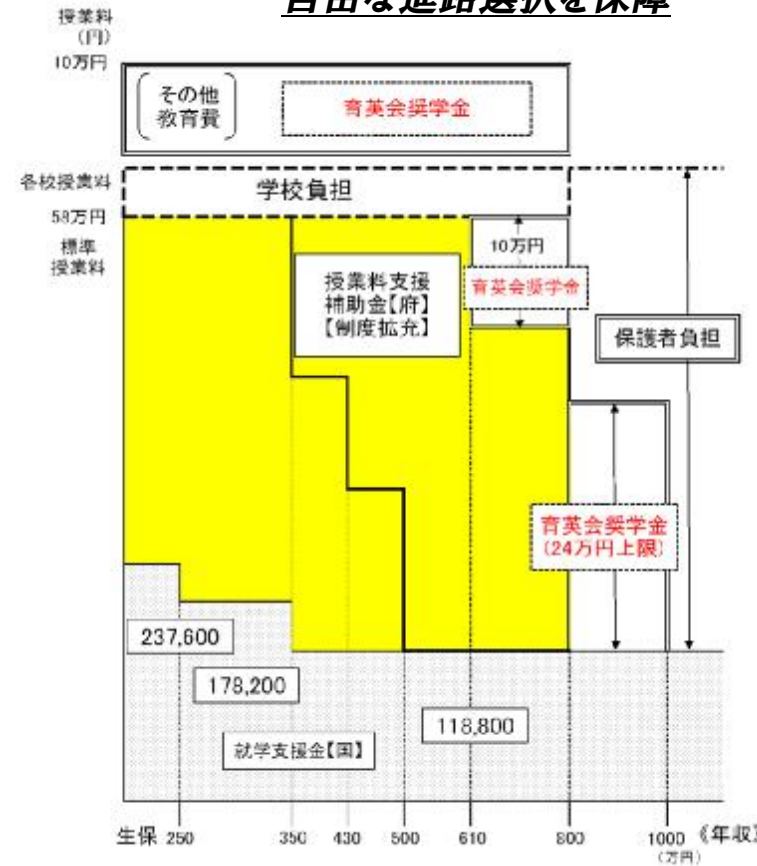 自由な進路選択を保障
授業料
(円)
10万円
その他
教育費
育英会奨学金
各校授業料
学校負担
58万円
標準
授業料
10万円
授業料支援
補助金【府】
【制度拡充】
育英会奨学金
保護者負担
育英会奨学金
(24万円上限)
237,600
178,200
118,800
就学支援金【国】
生保 250 350 430 500 610 800 1000 《年収》
(万円)